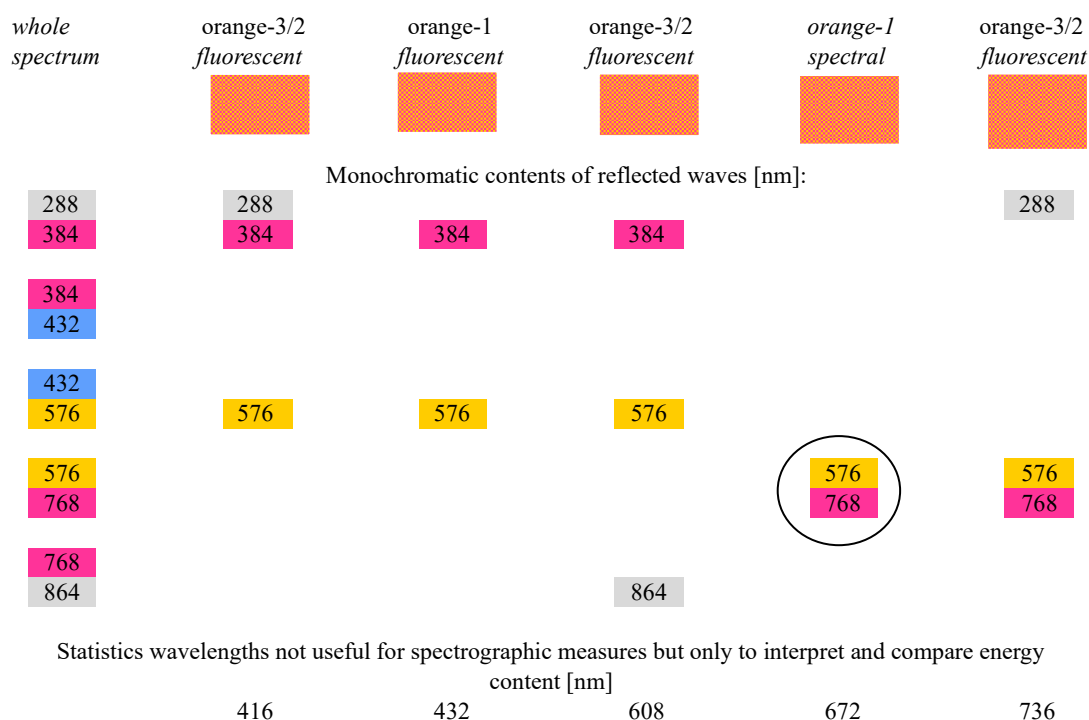 whole orange-3/2 orange-1 orange-3/2 orange-1 orange-3/2
spectrum fluorescent fluorescent fluorescent spectral fluorescent
Monochromatic contents of reflected waves [nm]:
288 288 288
384 384 384 384
384
432
432
576 576 576 576
576 576 576
768 768 768
768
864 864
Statistics wavelengths not useful for spectrographic measures but only to interpret and compare energy
content [nm]
416 432 608 672 736